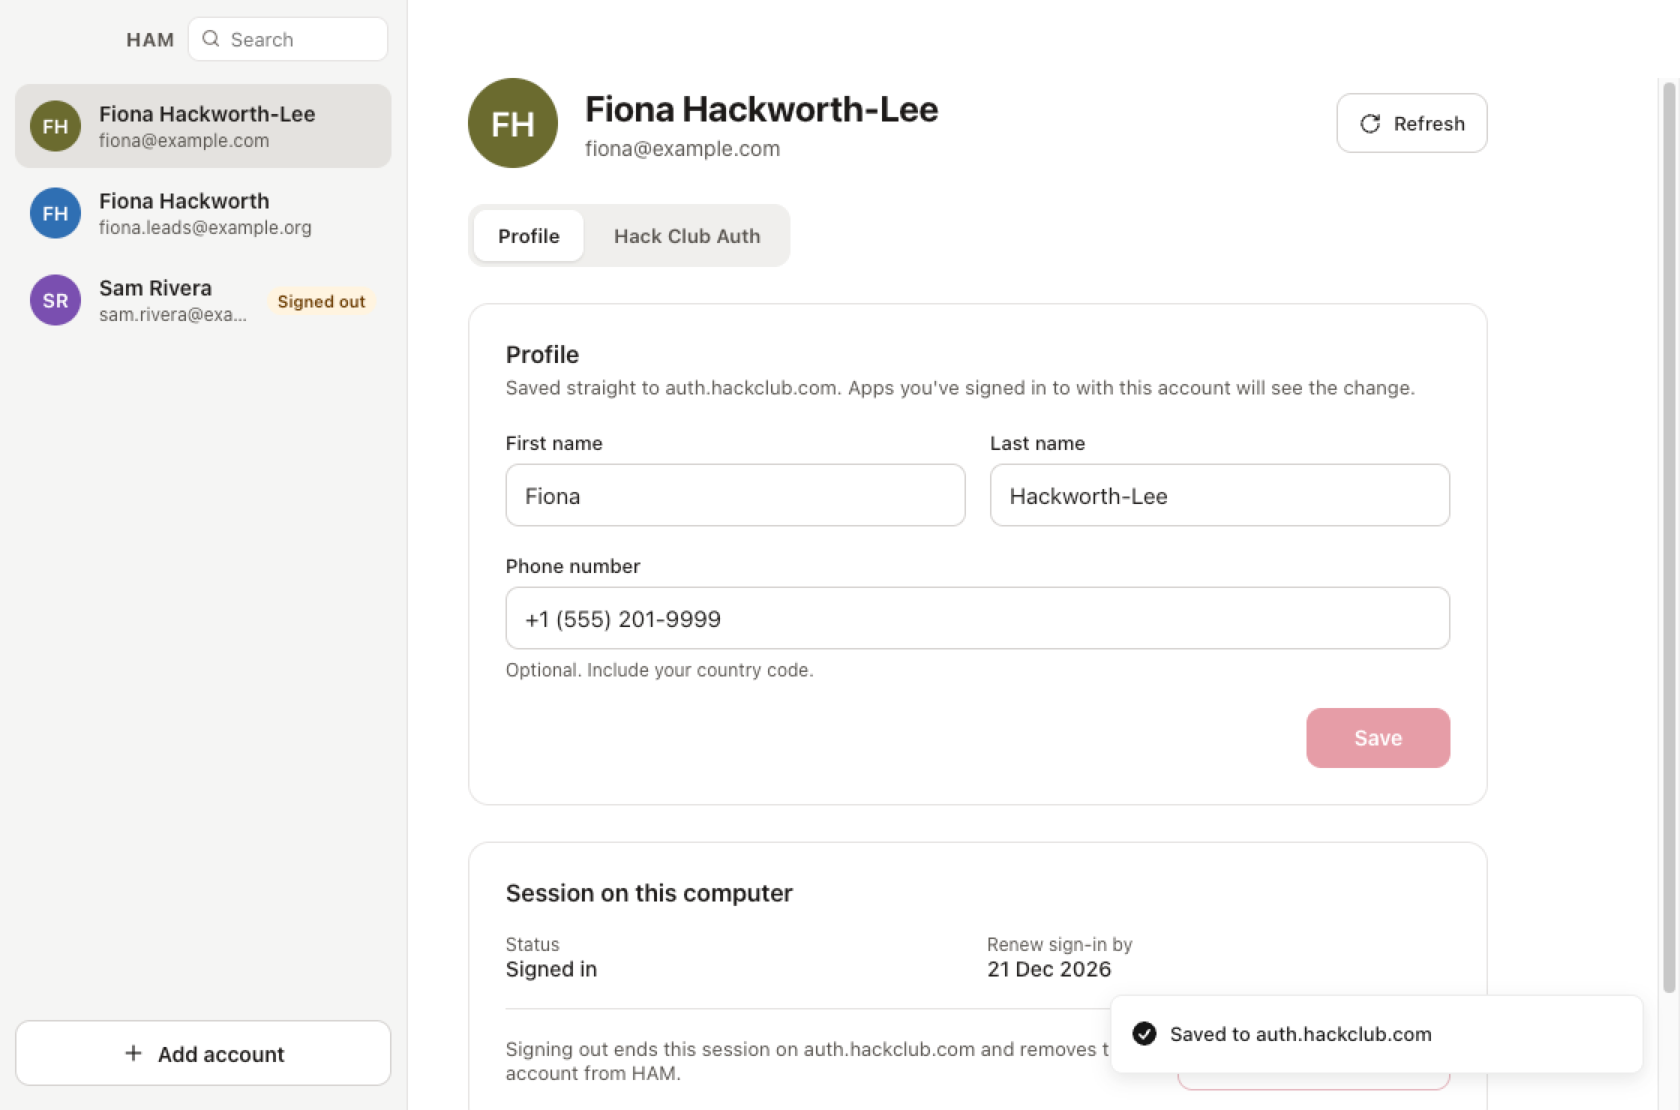 HAM
Search
FH
Fiona Hackworth-Lee
fiona@example.com
FH
Fiona Hackworth
fiona.leads@example.org
SR
Sam Rivera
sam.rivera@exa...
Signed out
Add account
FH
Fiona Hackworth-Lee
fiona@example.com
Refresh
Profile
Hack Club Auth
Profile
Saved straight to auth.hackclub.com. Apps you've signed in to with this account will see the change.
First name
Last name
Fiona
Hackworth-Lee
Phone number
+1 (555) 201-9999
Optional. Include your country code.
Save
Session on this computer
Status
Renew sign-in by
Signed in
21 Dec 2026
Signing out ends this session on auth.hackclub.com and removes t
account from HAM.
Saved to auth.hackclub.com